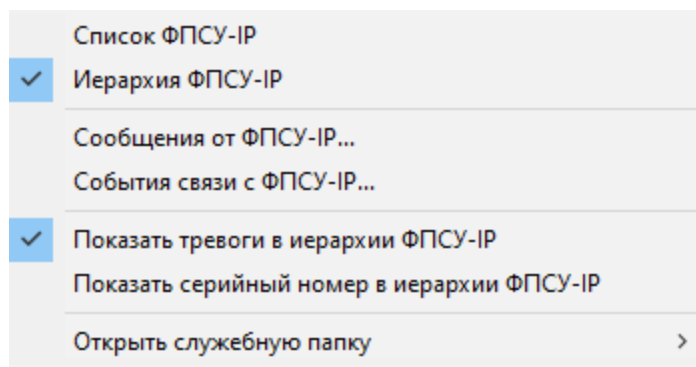 Список ФПСУ-IP
Иерархия ФПСУ-IP
Сообщения от ФПСУ-IP...
События связи с ФПСУ-IP...
Показать тревоги в иерархии ФПСУ-IP
Показать серийный номер в иерархии ФПСУ-IP
Открыть служебную папку